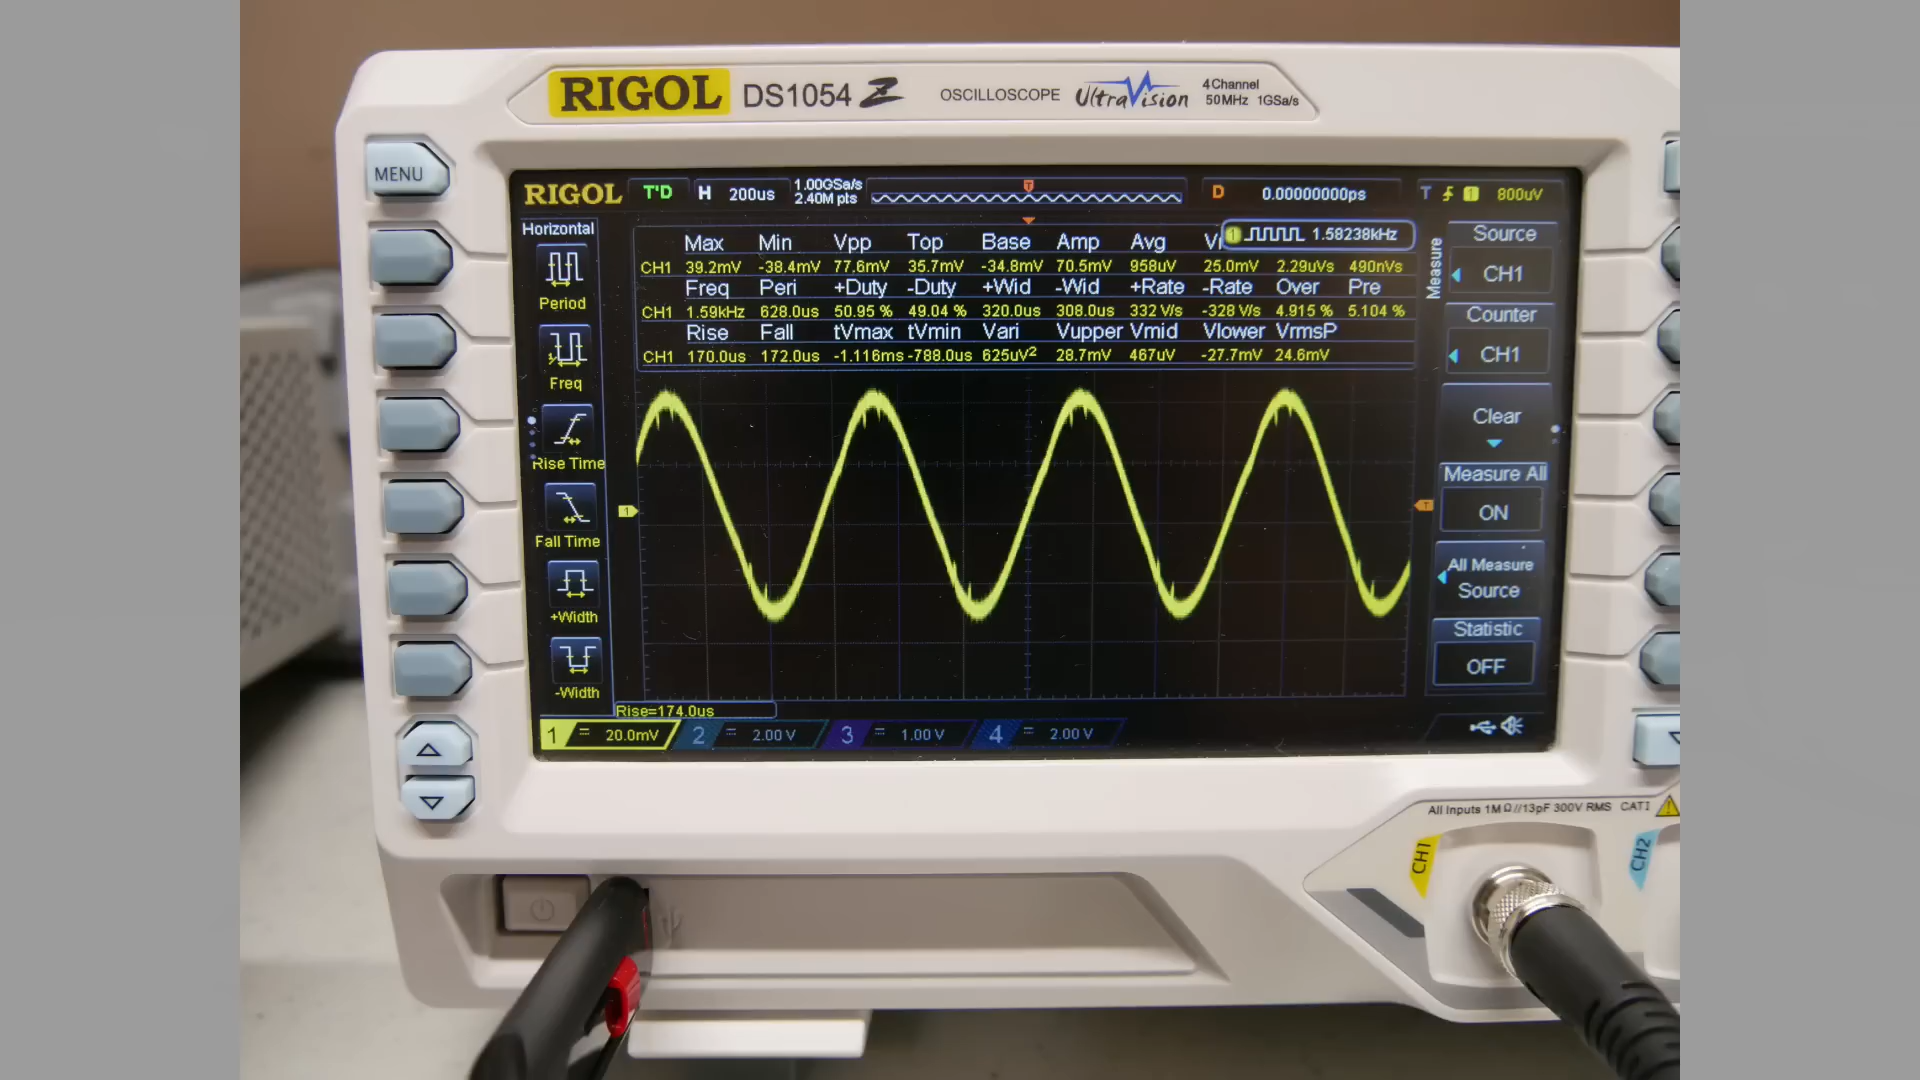 RIGOL DS1054 Z OSCILLOSCOPE UltraVision 4 Channel 50MHz 1GSa/s
MENU
RIGOL T'D H 200us 1.00GSa/s 2.40M pts D 0.00000000ps T 1 800uV
Horizontal
Period
Freq
Rise Time
Fall Time
+Width
-Width
Max Min Vpp Top Base Amp Avg 1 1.58238kHz
CH1 39.2mV -38.4mV 77.6mV 35.7mV -34.8mV 70.5mV 958uV 25.0mV 2.29uVs 490nVs
Freq Peri +Duty -Duty +Wid -Wid +Rate -Rate Over Pre
CH1 1.59kHz 628.0us 50.95 % 49.04 % 320.0us 308.0us 332 V/s -328 V/s 4.915 % 5.104 %
Rise Fall tVmax tVmin Vari Vupper Vmid Vlower VrmsP
CH1 170.0us 172.0us -1.116ms -788.0us 625uV² 28.7mV 467uV -27.7mV 24.6mV
T
T
1
Measure
Source
CH1
Counter
CH1
Clear
Measure All
ON
All Measure
Source
Statistic
OFF
Rise=174.0us
1 = 20.0mV 2 = 2.00 V 3 = 1.00 V 4 = 2.00 V
All Inputs 1MΩ//13pF 300V RMS CAT I
CH1
CH2